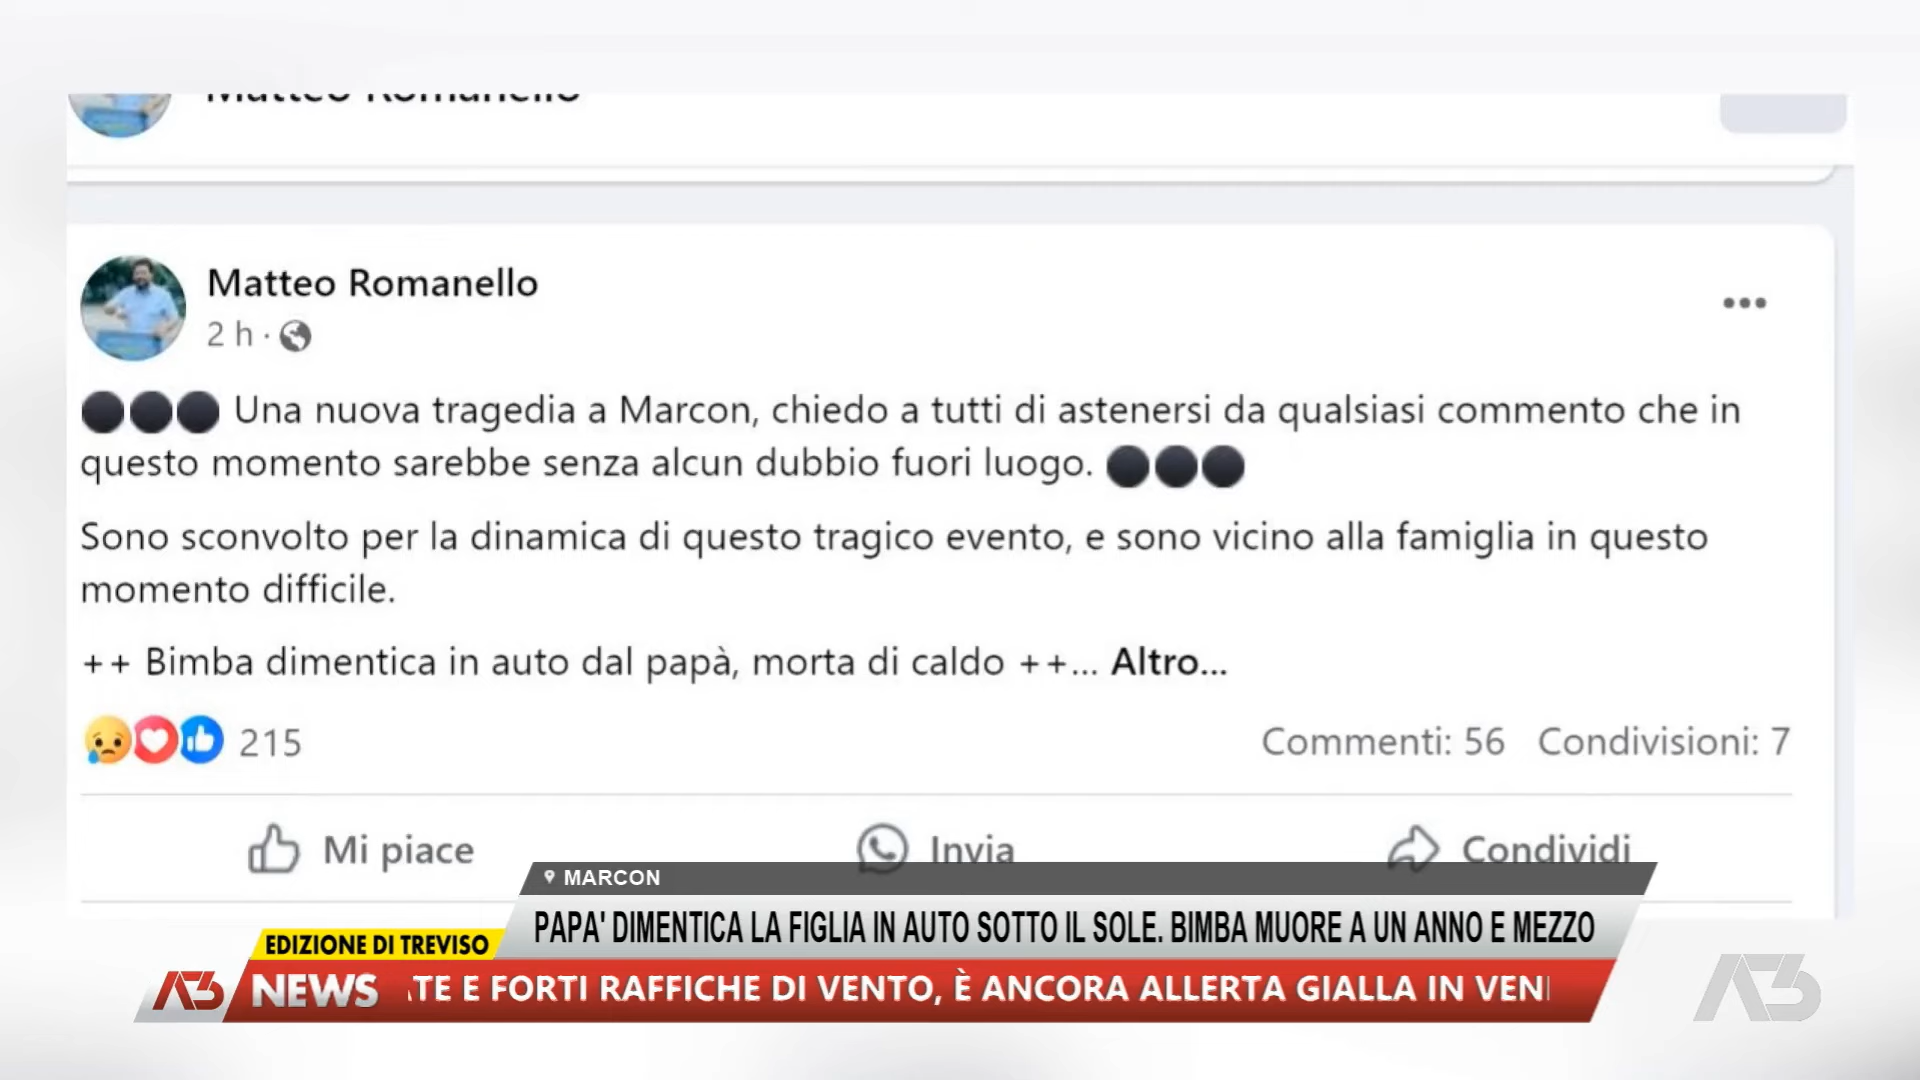 Matteo Romanello
Matteo Romanello
2 h ·
Una nuova tragedia a Marcon, chiedo a tutti di astenersi da qualsiasi commento che in
questo momento sarebbe senza alcun dubbio fuori luogo.
Sono sconvolto per la dinamica di questo tragico evento, e sono vicino alla famiglia in questo
momento difficile.
++ Bimba dimentica in auto dal papà, morta di caldo ++... Altro...
215
Commenti: 56 Condivisioni: 7
Mi piace
Invia
Condividi
MARCON
PAPA' DIMENTICA LA FIGLIA IN AUTO SOTTO IL SOLE. BIMBA MUORE A UN ANNO E MEZZO
EDIZIONE DI TREVISO
A3 NEWS
TE E FORTI RAFFICHE DI VENTO, È ANCORA ALLERTA GIALLA IN VEN
A3